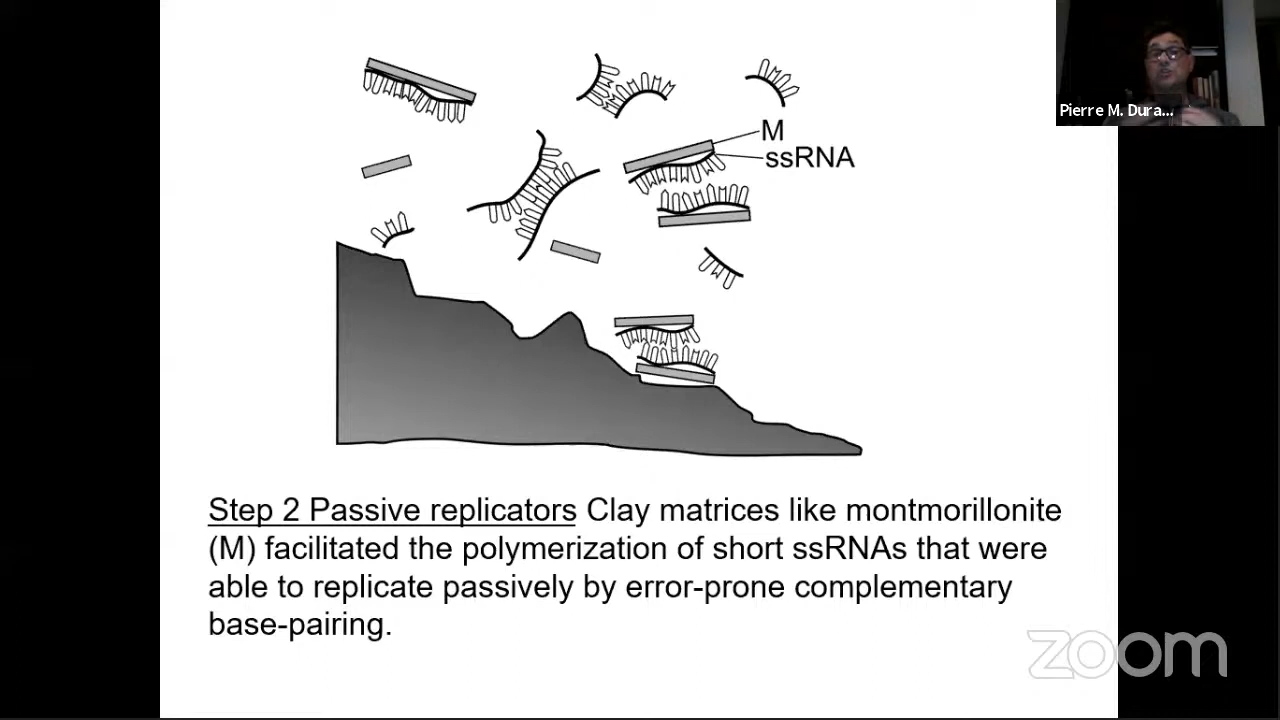 Pierre M. Dura...
M
ssRNA
Step 2 Passive replicators Clay matrices like montmorillonite
(M) facilitated the polymerization of short ssRNAs that were
able to replicate passively by error-prone complementary
base-pairing.
zoom